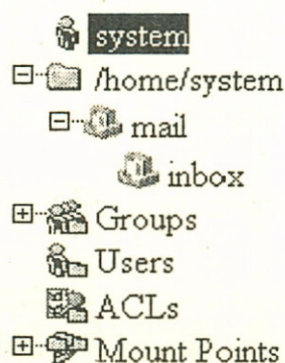 system
/home/system
mail
inbox
Groups
Users
ACLs
Mount Points